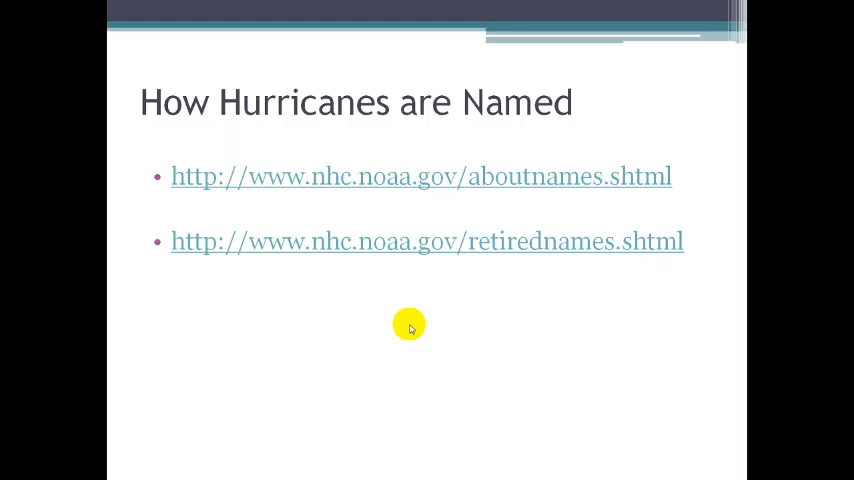 How Hurricanes are Named
• http://www.nhc.noaa.gov/aboutnames.shtml
• http://www.nhc.noaa.gov/retirednames.shtml